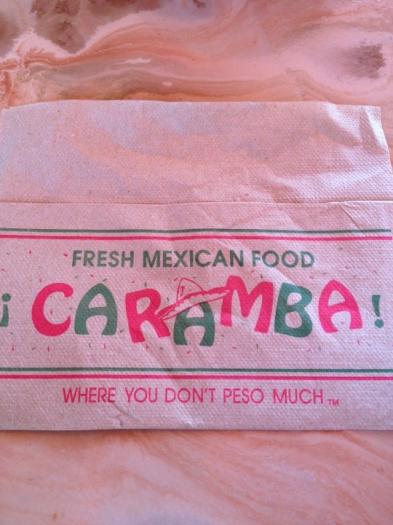 FRESH MEXICAN FOOD
¡CARAMBA!
WHERE YOU DON'T PESO MUCH TM